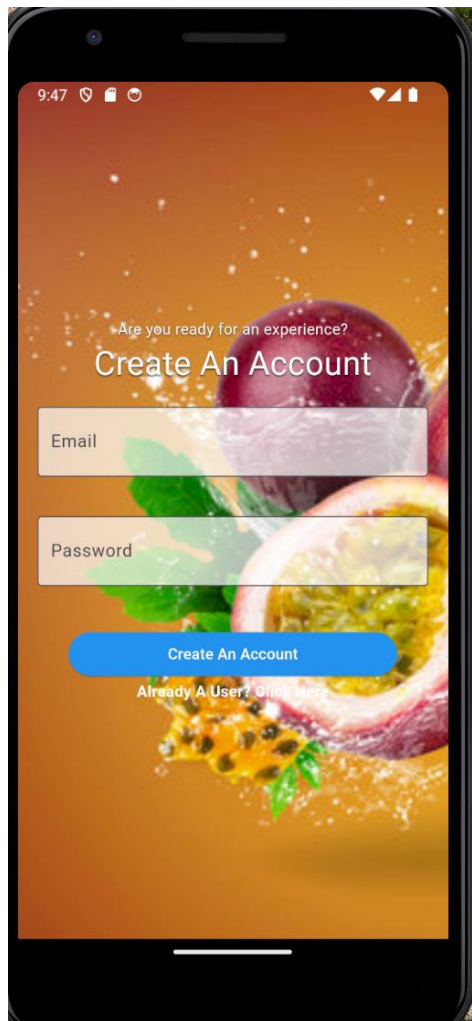 9:47
Are you ready for an experience?
Create An Account
Email
Password
Create An Account
Already A User? Click Here